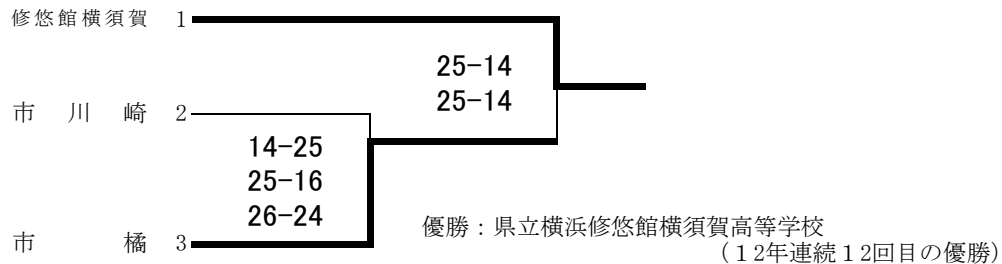 修悠館横須賀 1
25-14
25-14
市川崎 2
14-25
25-16
26-24
市橘 3
優勝：県立横浜修悠館横須賀高等学校
（１2年連続１2回目の優勝）